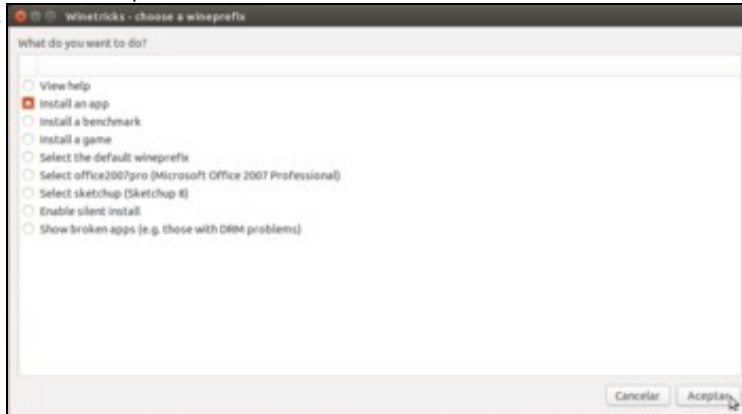 Winetricks - choose a wineprefix
What do you want to do?
View help
Install an app
Install a benchmark
Install a game
Select the default wineprefix
Select office2007pro (Microsoft Office 2007 Professional)
Select sketchup (Sketchup 8)
Enable silent install
Show broken apps (e.g. those with DRM problems)
Cancelar Aceptar